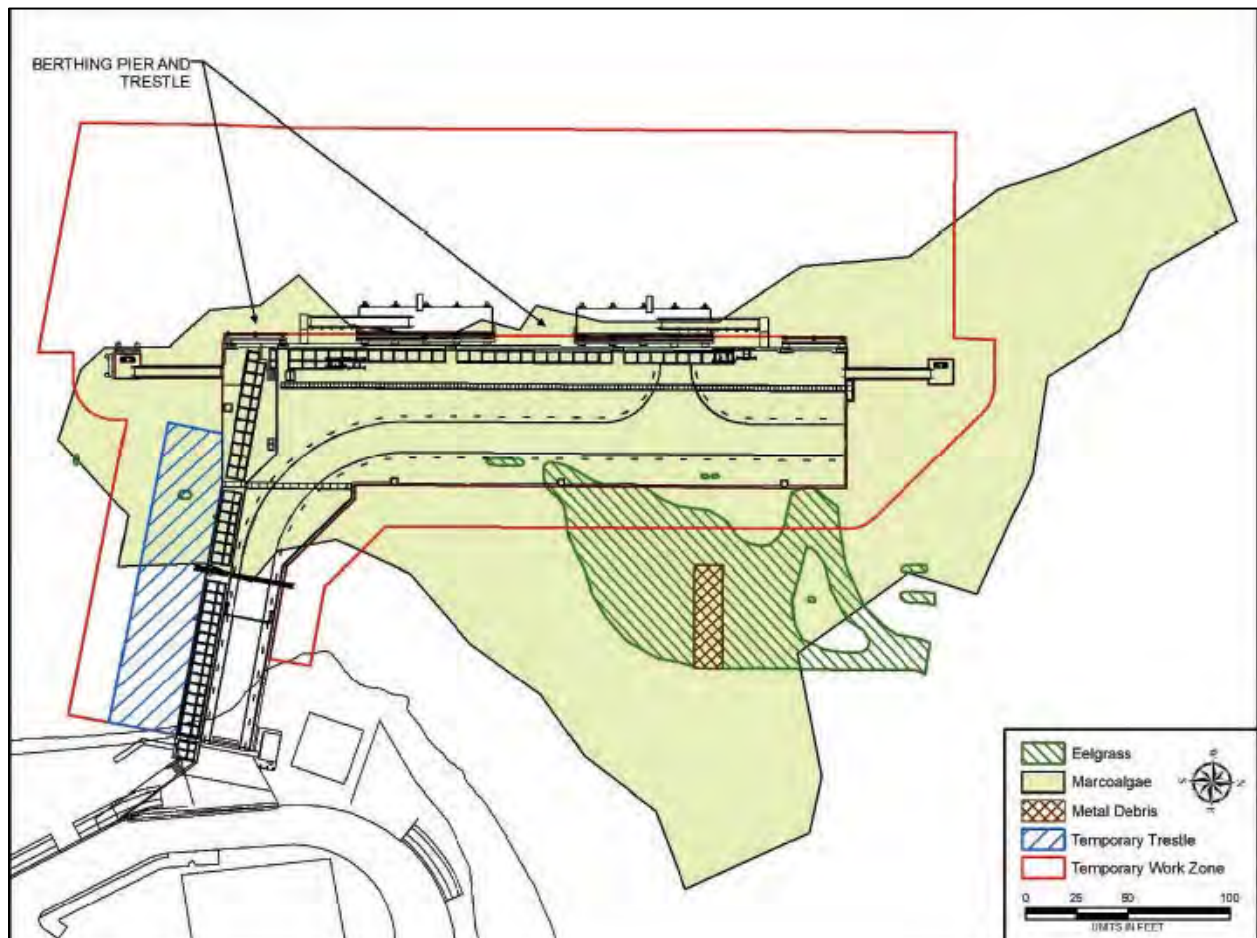 BERTHING PIER AND
TRESTLE
Eelgrass
Marcoalgae
Metal Debris
Temporary Trestle
Temporary Work Zone
0 25 50 100
UNITS IN FEET